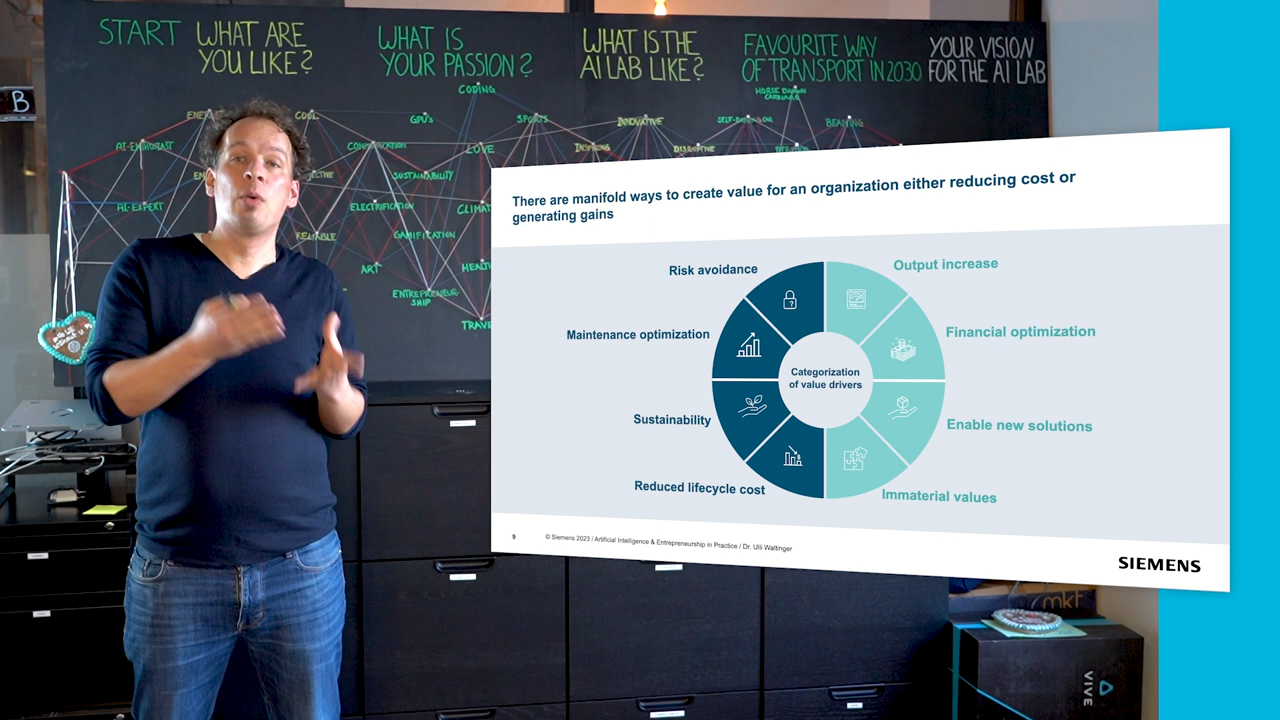 START
WHAT ARE
YOU LIKE?
WHAT IS
YOUR PASSION?
WHAT IS THE
AI LAB LIKE?
FAVOURITE WAY
OF TRANSPORT IN 2030
YOUR VISION
FOR THE AI LAB
B
CODING
HORSE DRAWN
CARRIAGE
COOL
GPU's
SPORTS
INNOVATIVE
BEAMING
AI-ENTHUSIAST
COMMUNICATION
LOVE
INSPIRING
DISRUPTIVE
SUSTAINABILITY
AI-EXPERT
ELECTRIFICATION
RELIABLE
GAMIFICATION
ART
ENTREPRENEUR-
SHIP
There are manifold ways to create value for an organization either reducing cost or
generating gains
Risk avoidance
Output increase
Maintenance optimization
Financial optimization
Categorization
of value drivers
Sustainability
Enable new solutions
Reduced lifecycle cost
Immaterial values
9
© Siemens 2023 / Artificial Intelligence & Entrepreneurship in Practice / Dr. Ulli Waltinger
SIEMENS
mkf
VIVE